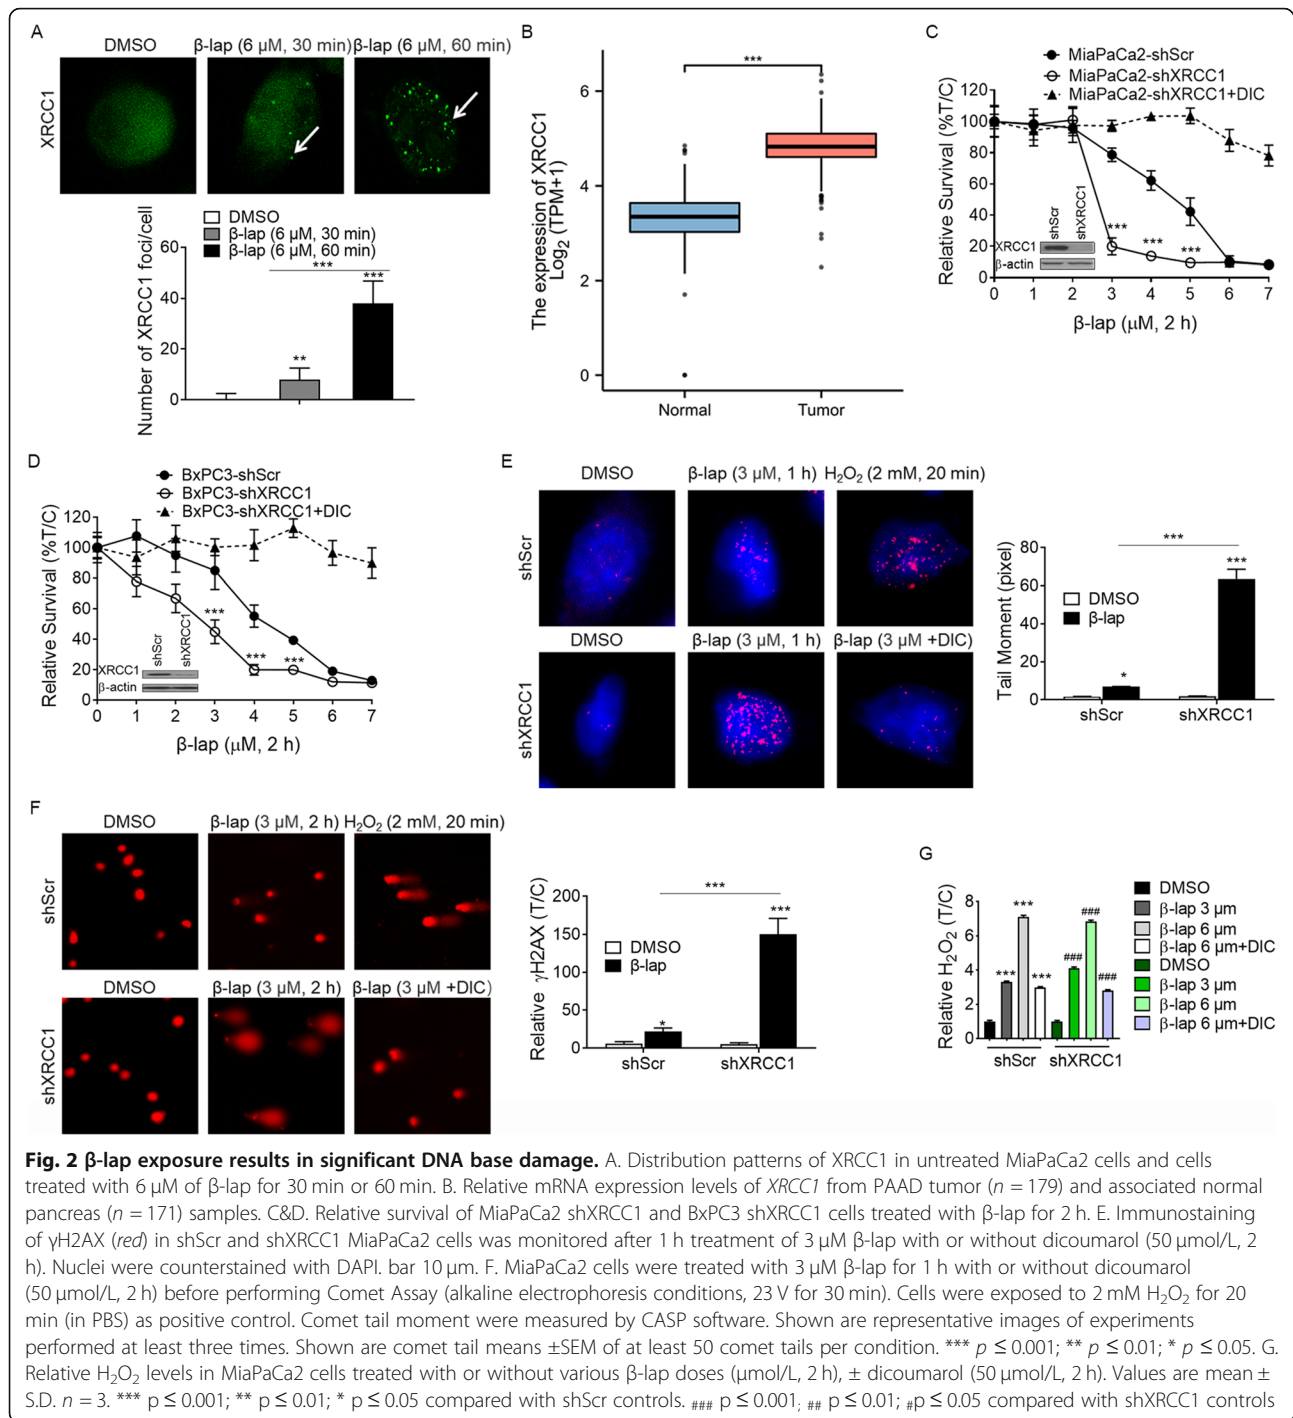 A
DMSO
β-lap (6 µM, 30 min)
β-lap (6 µM, 60 min)
XRCC1
DMSO
β-lap (6 µM, 30 min)
β-lap (6 µM, 60 min)
Number of XRCC1 foci/cell
60
40
20
0
**
***
***
B
The expression of XRCC1
Log2 (TPM+1)
6
4
2
0
***
Normal
Tumor
C
MiaPaCa2-shScr
MiaPaCa2-shXRCC1
MiaPaCa2-shXRCC1+DIC
Relative Survival (%T/C)
120
100
80
60
40
20
0
shScr
shXRCC1
XRCC1
β-actin
***
***
***
0 1 2 3 4 5 6 7
β-lap (µM, 2 h)
D
BxPC3-shScr
BxPC3-shXRCC1
BxPC3-shXRCC1+DIC
Relative Survival (%T/C)
120
100
80
60
40
20
0
shScr
shXRCC1
XRCC1
β-actin
***
***
***
0 1 2 3 4 5 6 7
β-lap (µM, 2 h)
E
DMSO
β-lap (3 µM, 1 h)
H2O2 (2 mM, 20 min)
shScr
DMSO
β-lap (3 µM, 1 h)
β-lap (3 µM +DIC)
shXRCC1
Tail Moment (pixel)
80
60
40
20
0
DMSO
β-lap
*
***
***
shScr
shXRCC1
F
DMSO
β-lap (3 µM, 2 h)
H2O2 (2 mM, 20 min)
shScr
DMSO
β-lap (3 µM, 2 h)
β-lap (3 µM +DIC)
shXRCC1
Relative γH2AX (T/C)
200
150
100
50
0
DMSO
β-lap
*
***
***
shScr
shXRCC1
G
Relative H2O2 (T/C)
8
6
4
2
0
***
***
***
###
###
###
shScr
shXRCC1
DMSO
β-lap 3 µm
β-lap 6 µm
β-lap 6 µm+DIC
DMSO
β-lap 3 µm
β-lap 6 µm
β-lap 6 µm+DIC
Fig. 2 β-lap exposure results in significant DNA base damage. A. Distribution patterns of XRCC1 in untreated MiaPaCa2 cells and cells
treated with 6 µM of β-lap for 30 min or 60 min. B. Relative mRNA expression levels of XRCC1 from PAAD tumor (n = 179) and associated normal
pancreas (n = 171) samples. C&D. Relative survival of MiaPaCa2 shXRCC1 and BxPC3 shXRCC1 cells treated with β-lap for 2 h. E. Immunostaining
of γH2AX (red) in shScr and shXRCC1 MiaPaCa2 cells was monitored after 1 h treatment of 3 µM β-lap with or without dicoumarol (50 µmol/L, 2
h). Nuclei were counterstained with DAPI. bar 10 µm. F. MiaPaCa2 cells were treated with 3 µM β-lap for 1 h with or without dicoumarol
(50 µmol/L, 2 h) before performing Comet Assay (alkaline electrophoresis conditions, 23 V for 30 min). Cells were exposed to 2 mM H2O2 for 20
min (in PBS) as positive control. Comet tail moment were measured by CASP software. Shown are representative images of experiments
performed at least three times. Shown are comet tail means ±SEM of at least 50 comet tails per condition. *** p ≤ 0.001; ** p ≤ 0.01; * p ≤ 0.05. G.
Relative H2O2 levels in MiaPaCa2 cells treated with or without various β-lap doses (µmol/L, 2 h), ± dicoumarol (50 µmol/L, 2 h). Values are mean ±
S.D. n = 3. *** p ≤ 0.001; ** p ≤ 0.01; * p ≤ 0.05 compared with shScr controls. ### p ≤ 0.001; ## p ≤ 0.01; #p ≤ 0.05 compared with shXRCC1 controls